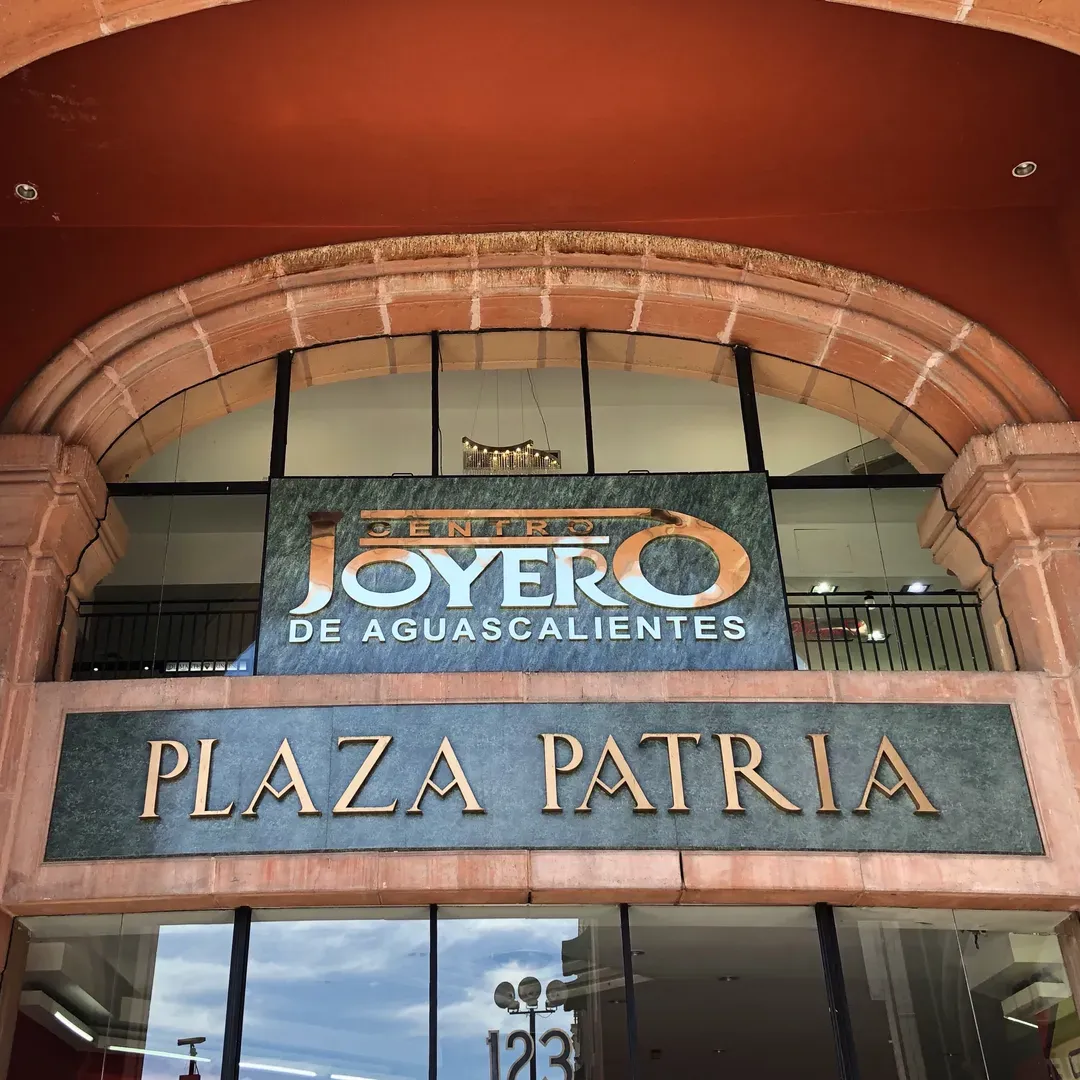 CENTRO
JOYERO
DE AGUASCALIENTES
PLAZA PATRIA
123